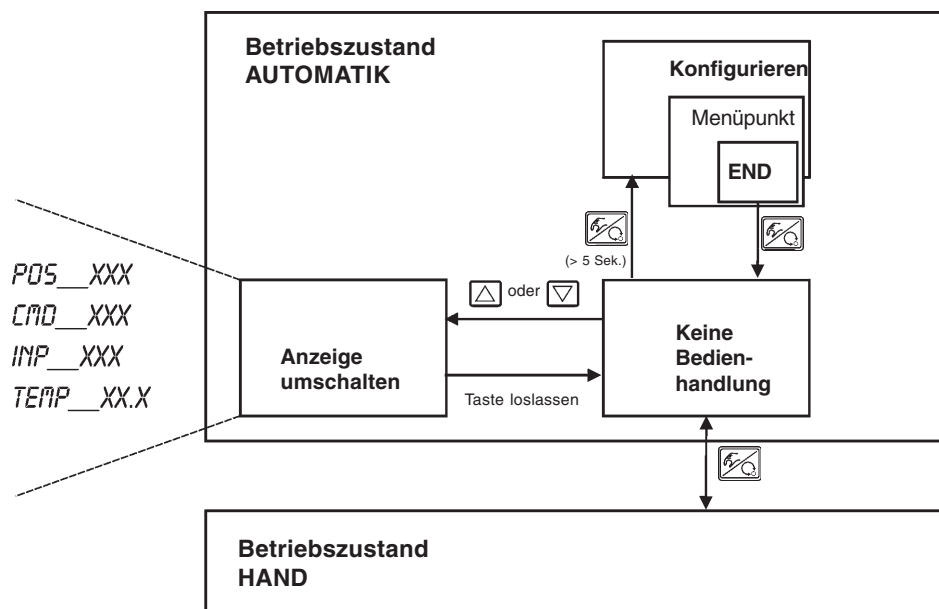 Betriebszustand
AUTOMATIK
Konfigurieren
Menüpunkt
END
(> 5 Sek.)
POS__XXX
CMD__XXX
INP__XXX
TEMP__XX.X
oder
Anzeige
umschalten
Keine
Bedien-
handlung
Taste loslassen
Betriebszustand
HAND